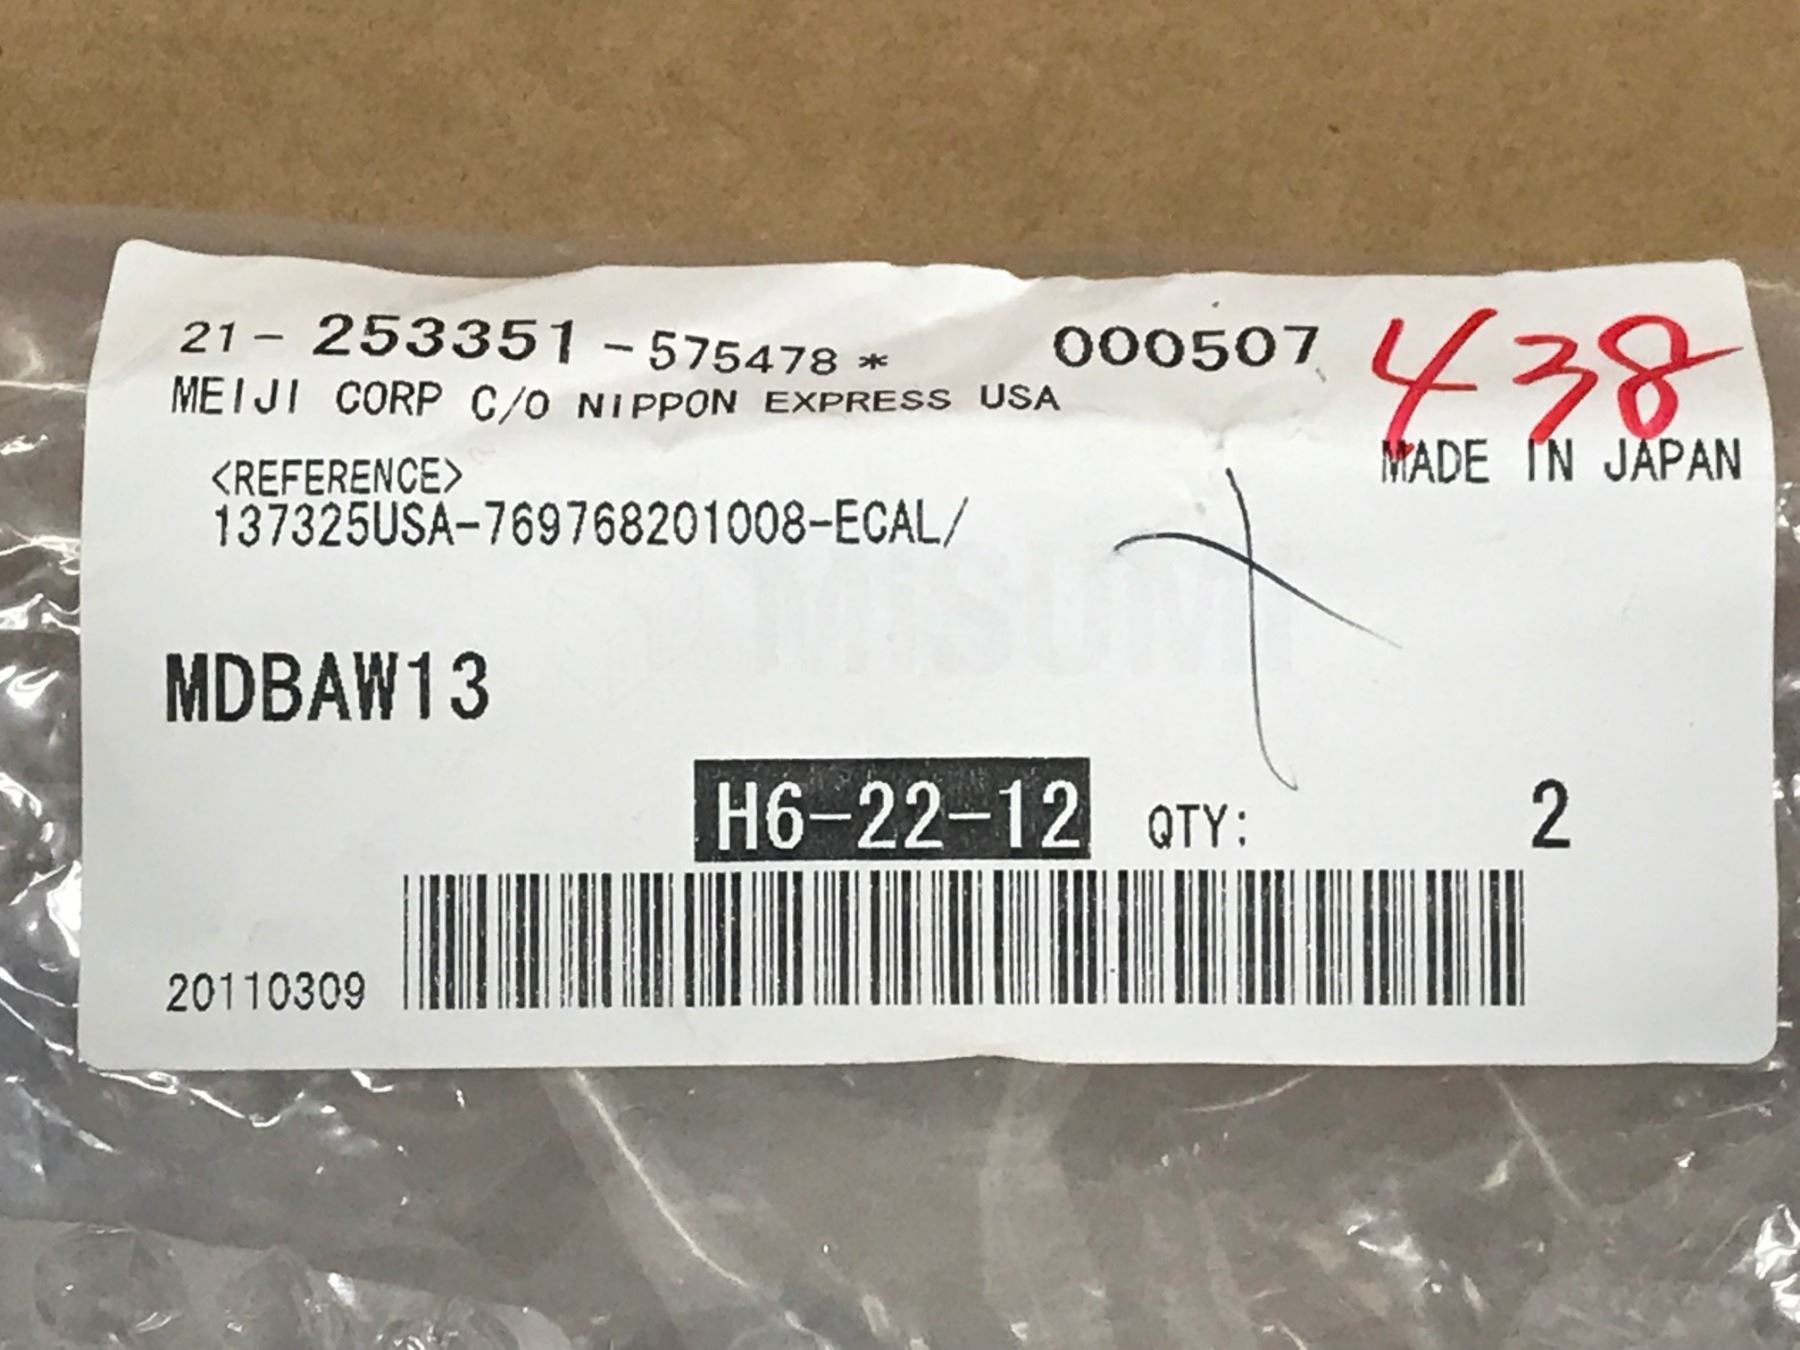 21-253351-575478* 000507 438
MEIJI CORP C/O NIPPON EXPRESS USA
MADE IN JAPAN
<REFERENCE>
137325USA-769768201008-ECAL/
MiSUMi
MDBAW13
H6-22-12 QTY: 2
20110309